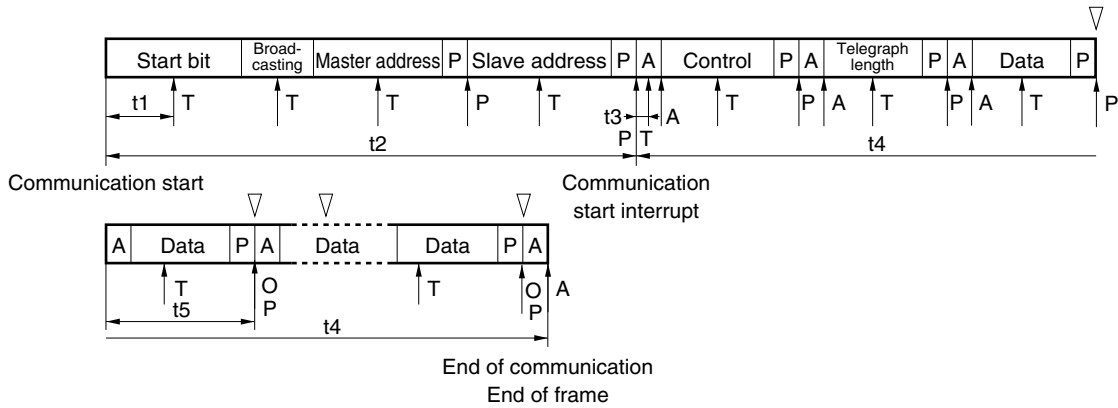 Start bit Broad-casting Master address P Slave address P A Control P A Telegraph length P A Data P
t1 T T T P T t3 A T P A T P A T P
P T
t2 t4
Communication start
Communication
start interrupt
A Data P A Data Data P A
T O T O A
P P
t5
t4
End of communication
End of frame